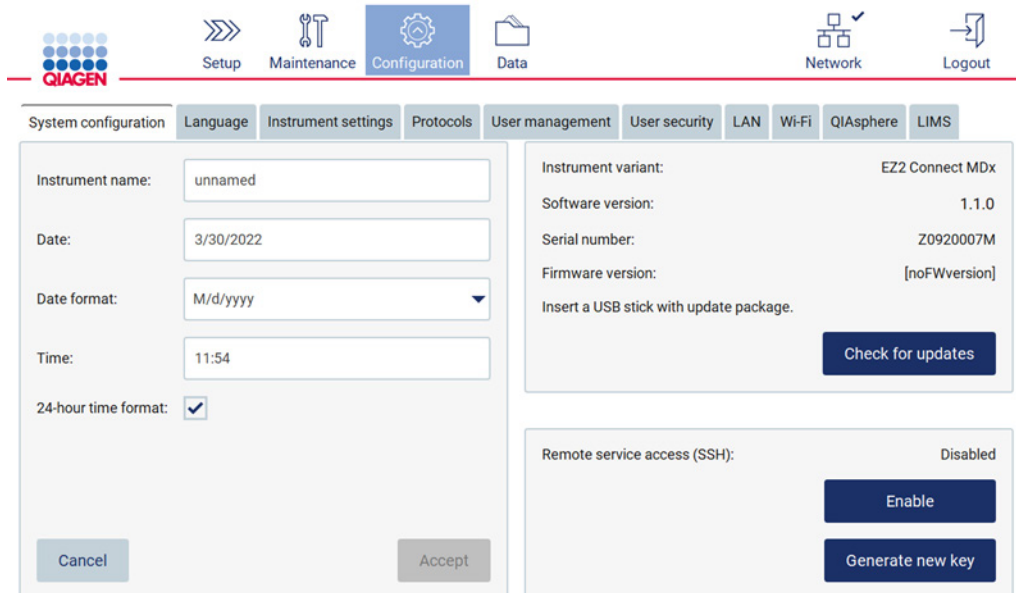 QIAGEN
Setup
Maintenance
Configuration
Data
Network
Logout
System configuration
Language
Instrument settings
Protocols
User management
User security
LAN
Wi-Fi
QIAsphere
LIMS
Instrument name:
unnamed
Date:
3/30/2022
Date format:
M/d/yyyy
Time:
11:54
24-hour time format:
Cancel
Accept
Instrument variant:
EZ2 Connect MDx
Software version:
1.1.0
Serial number:
Z0920007M
Firmware version:
[noFWversion]
Insert a USB stick with update package.
Check for updates
Remote service access (SSH):
Disabled
Enable
Generate new key